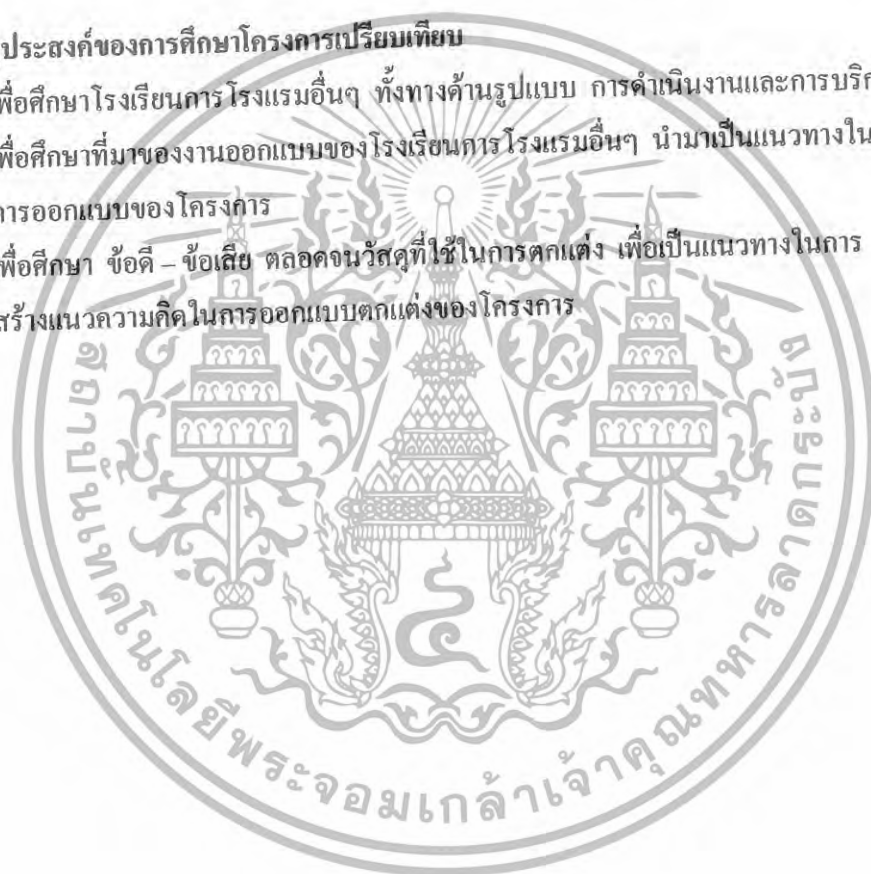 ประสงค์ของการศึกษาโครงการเปรียบเทียบ
พื่อศึกษาโรงเรียนการโรงแรมอื่นๆ ทั้งทางด้านรูปแบบ การดำเนินงานและการบริก
พื่อศึกษาที่มาของงานออกแบบของโรงเรียนการโรงแรมอื่นๆ นำมาเป็นแนวทางใน
การออกแบบของโครงการ
พื่อศึกษา ข้อดี – ข้อเสีย ตลอดจนวัสดุที่ใช้ในการตกแต่ง เพื่อเป็นแนวทางในการ
สร้างแนวความคิดในการออกแบบตกแต่งของโครงการ
สถาบันเทคโนโลยีพระจอมเกล้าเจ้าคุณทหารลาดกระบัง
๔